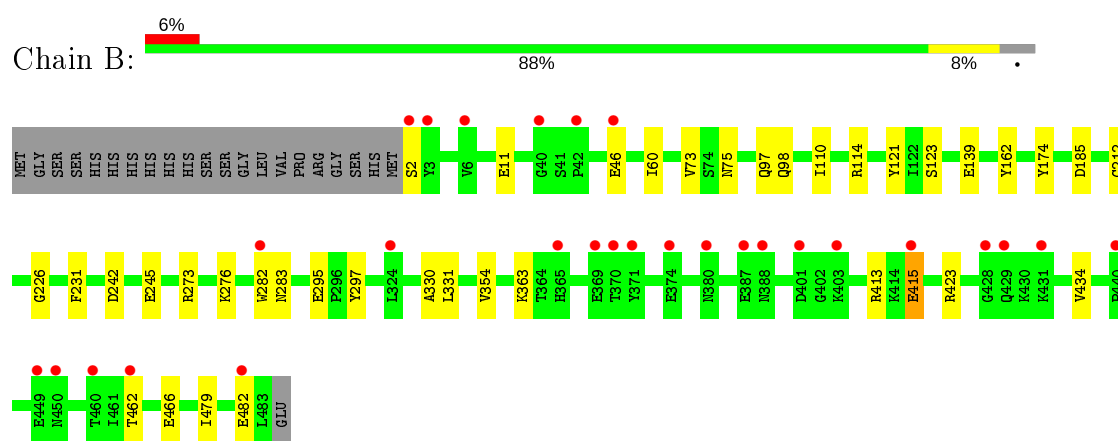 6%
Chain B:
88%
8%
MET GLY SER SER HIS HIS HIS HIS HIS HIS SER SER GLY LEU VAL PRO ARG GLY SER HIS MET S2 Y3 V6 E11 G40 S41 P42 E46 I60 V73 S74 N75 Q97 Q98 I110 R114 Y121 I122 S123 E139 Y162 Y174 D185
G226 F231 D242 E245 R273 K276 W282 N283 E295 P296 Y297 L324 A330 L331 V354 K363 T364 H365 E369 T370 Y371 E374 N380 E387 N388 D401 G402 K403 R413 K414 E415 R423 G428 Q429 K430 K431 V434
E449 N450 T460 I461 T462 E466 I479 E482 L483 GLU